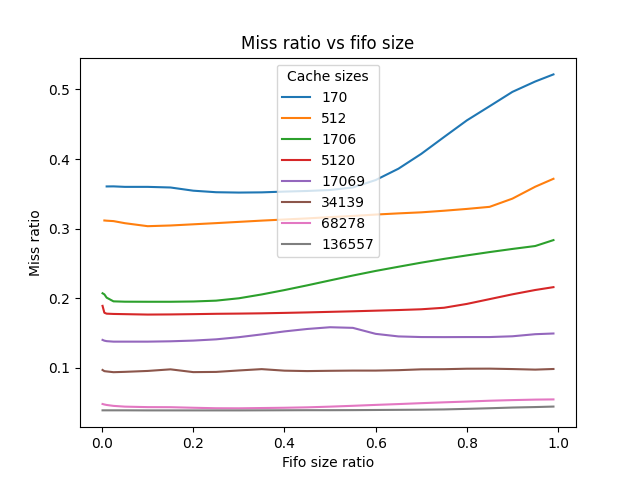 Miss ratio vs fifo size
Cache sizes
170
512
1706
5120
17069
34139
68278
136557
0.5
0.4
0.3
0.2
0.1
Miss ratio
0.0 0.2 0.4 0.6 0.8 1.0
Fifo size ratio